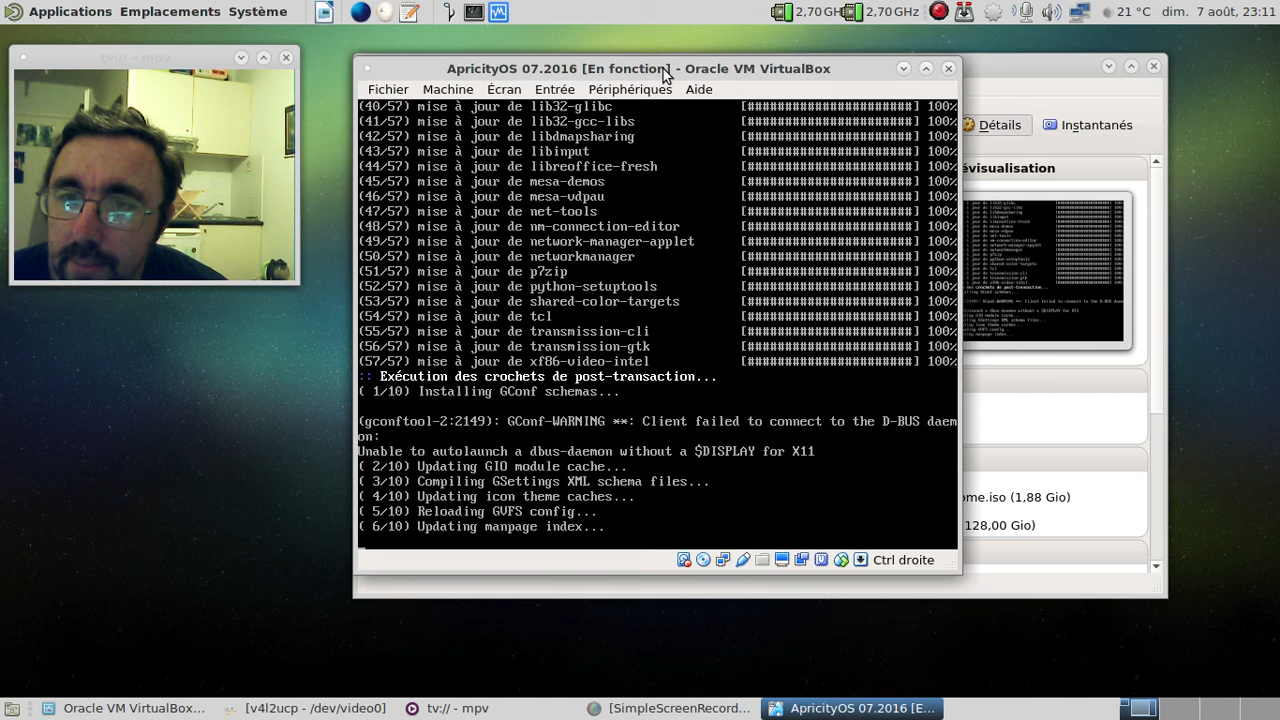 Applications Emplacements Système
2,70 GH 2,70 GHz 21 °C dim. 7 août, 23:11
tv:// - mpv
ApricityOS 07.2016 [En fonction] - Oracle VM VirtualBox
Fichier Machine Écran Entrée Périphériques Aide
Détails Instantanés
évisualisation
(40/57) mise à jour de lib32-glibc [######################] 100%
(41/57) mise à jour de lib32-gcc-libs [######################] 100%
(42/57) mise à jour de libdmapsharing [######################] 100%
(43/57) mise à jour de libinput [######################] 100%
(44/57) mise à jour de libreoffice-fresh [######################] 100%
(45/57) mise à jour de mesa-demos [######################] 100%
(46/57) mise à jour de mesa-vdpau [######################] 100%
(47/57) mise à jour de net-tools [######################] 100%
(48/57) mise à jour de nm-connection-editor [######################] 100%
(49/57) mise à jour de network-manager-applet [######################] 100%
(50/57) mise à jour de networkmanager [######################] 100%
(51/57) mise à jour de p7zip [######################] 100%
(52/57) mise à jour de python-setuptools [######################] 100%
(53/57) mise à jour de shared-color-targets [######################] 100%
(54/57) mise à jour de tcl [######################] 100%
(55/57) mise à jour de transmission-cli [######################] 100%
(56/57) mise à jour de transmission-gtk [######################] 100%
(57/57) mise à jour de xf86-video-intel [######################] 100%
:: Exécution des crochets de post-transaction...
( 1/10) Installing GConf schemas...
(gconftool-2:2149): GConf-WARNING **: Client failed to connect to the D-BUS daem
on:
Unable to autolaunch a dbus-daemon without a $DISPLAY for X11
( 2/10) Updating GIO module cache...
( 3/10) Compiling GSettings XML schema files...
( 4/10) Updating icon theme caches...
( 5/10) Reloading GVFS config...
( 6/10) Updating manpage index...
ome.iso (1,88 Gio)
128,00 Gio)
Ctrl droite
Oracle VM VirtualBox... [v4l2ucp - /dev/video0] tv:// - mpv [SimpleScreenRecord... ApricityOS 07.2016 [E...